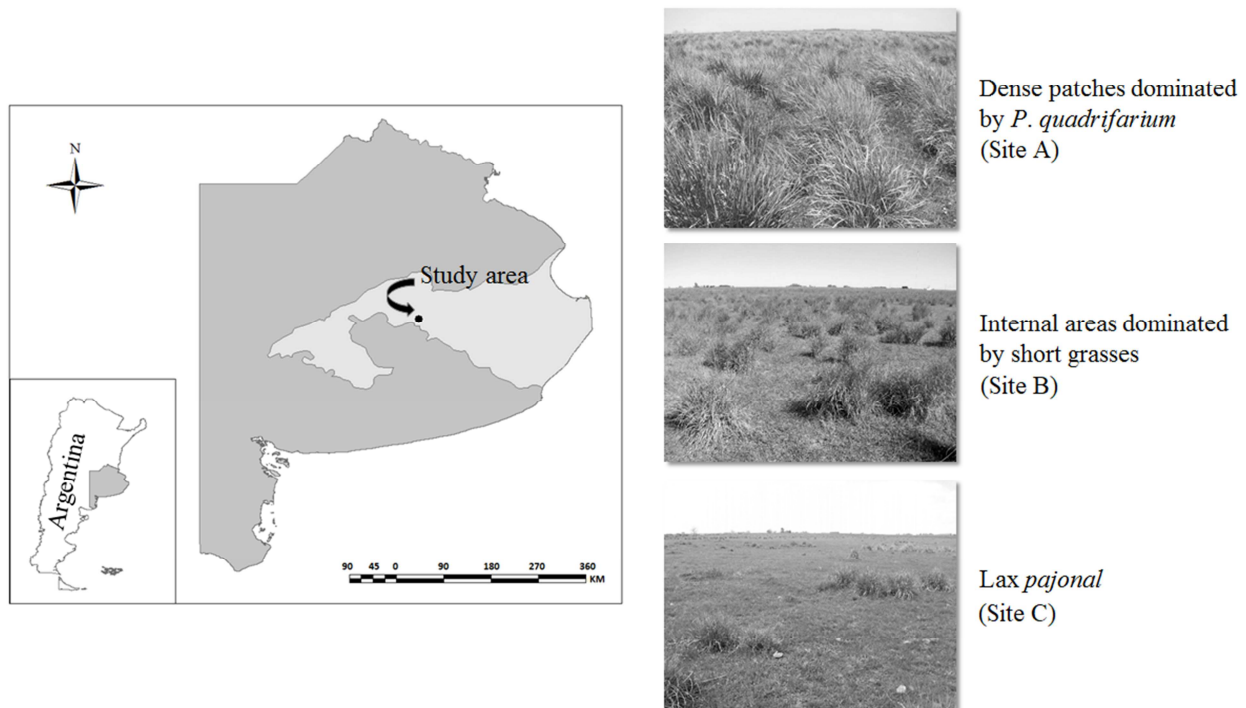 N
Study area
Argentina
90 45 0 90 180 270 360
KM
Dense patches dominated
by P. quadrifarium
(Site A)
Internal areas dominated
by short grasses
(Site B)
Lax pajonal
(Site C)